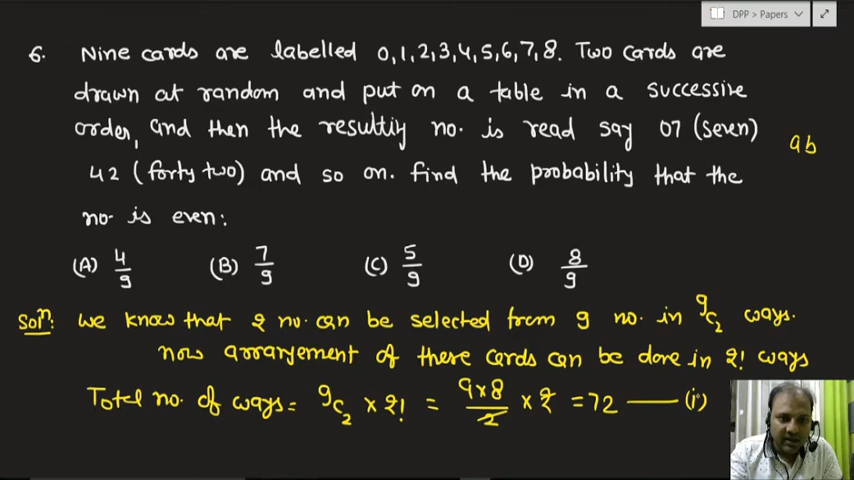 DPP > Papers
6. Nine cards are labelled 0,1,2,3,4,5,6,7,8. Two cards are
drawn at random and put on a table in a successive
order, and then the resultiy no. is read say 07 (seven)
ab
42 (forty two) and so on. find the probability that the
no. is even:
(A) 4/9 (B) 7/9 (C) 5/9 (D) 8/9
Solⁿ: we know that 2 no. can be selected from 9 no. in ⁹C₂ ways.
now arrangement of these cards can be done in 2! ways
Total no. of ways = ⁹C₂ × 2! = 9×8/2 × 2 = 72 —— (i)